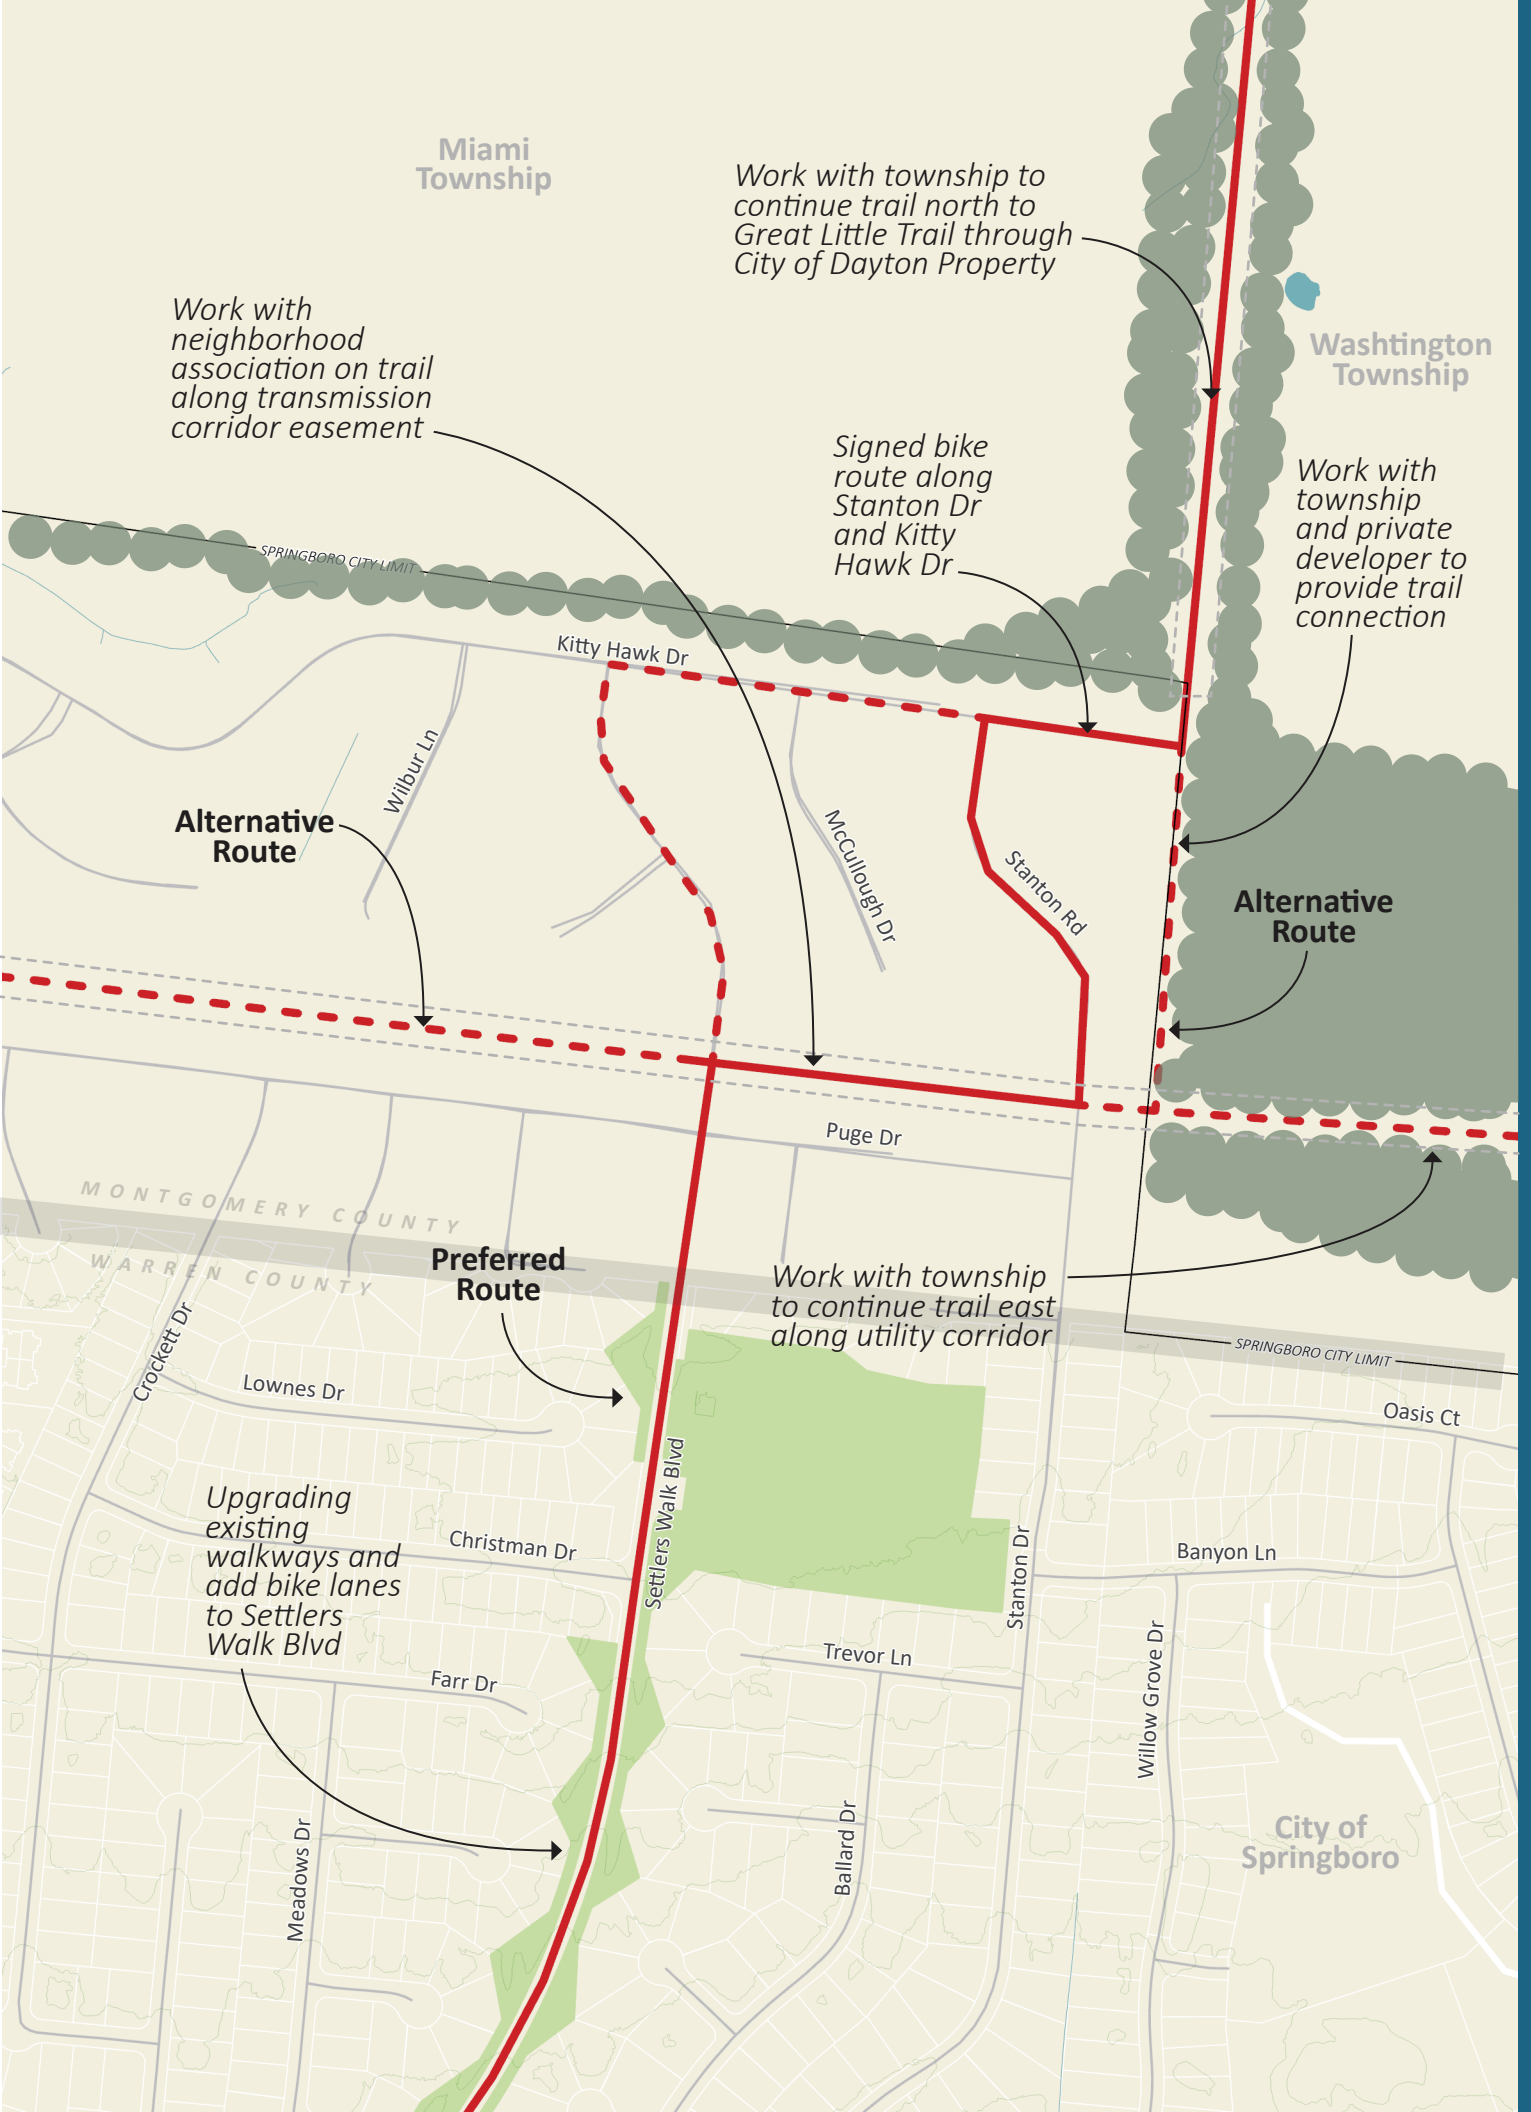 Miami
Township
Work with township to
continue trail north to
Great Little Trail through
City of Dayton Property
Work with
neighborhood
association on trail
along transmission
corridor easement
Washtington
Township
Signed bike
route along
Stanton Dr
and Kitty
Hawk Dr
Work with
township
and private
developer to
provide trail
connection
SPRINGBORO CITY LIMIT
Kitty Hawk Dr
Wilbur Ln
McCullough Dr
Stanton Rd
Alternative
Route
Alternative
Route
Puge Dr
MONTGOMERY COUNTY
WARREN COUNTY
Preferred
Route
Work with township
to continue trail east
along utility corridor
SPRINGBORO CITY LIMIT
Crockett Dr
Lownes Dr
Oasis Ct
Settlers Walk Blvd
Upgrading
existing
walkways and
add bike lanes
to Settlers
Walk Blvd
Christman Dr
Stanton Dr
Banyon Ln
Trevor Ln
Farr Dr
Willow Grove Dr
Meadows Dr
Ballard Dr
City of
Springboro